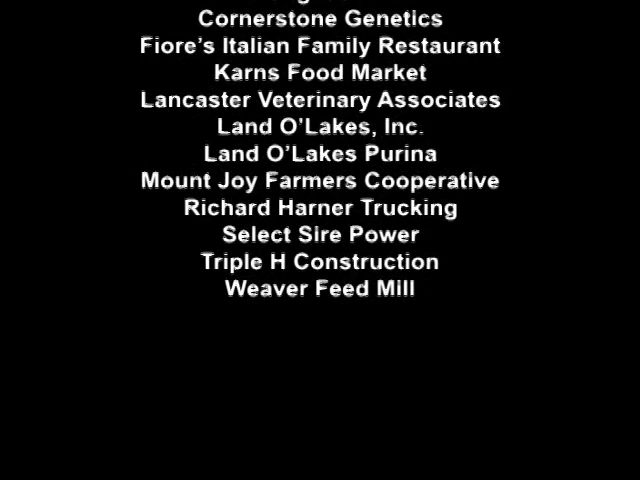 Cornerstone Genetics
Fiore's Italian Family Restaurant
Karns Food Market
Lancaster Veterinary Associates
Land O'Lakes, Inc.
Land O'Lakes Purina
Mount Joy Farmers Cooperative
Richard Harner Trucking
Select Sire Power
Triple H Construction
Weaver Feed Mill